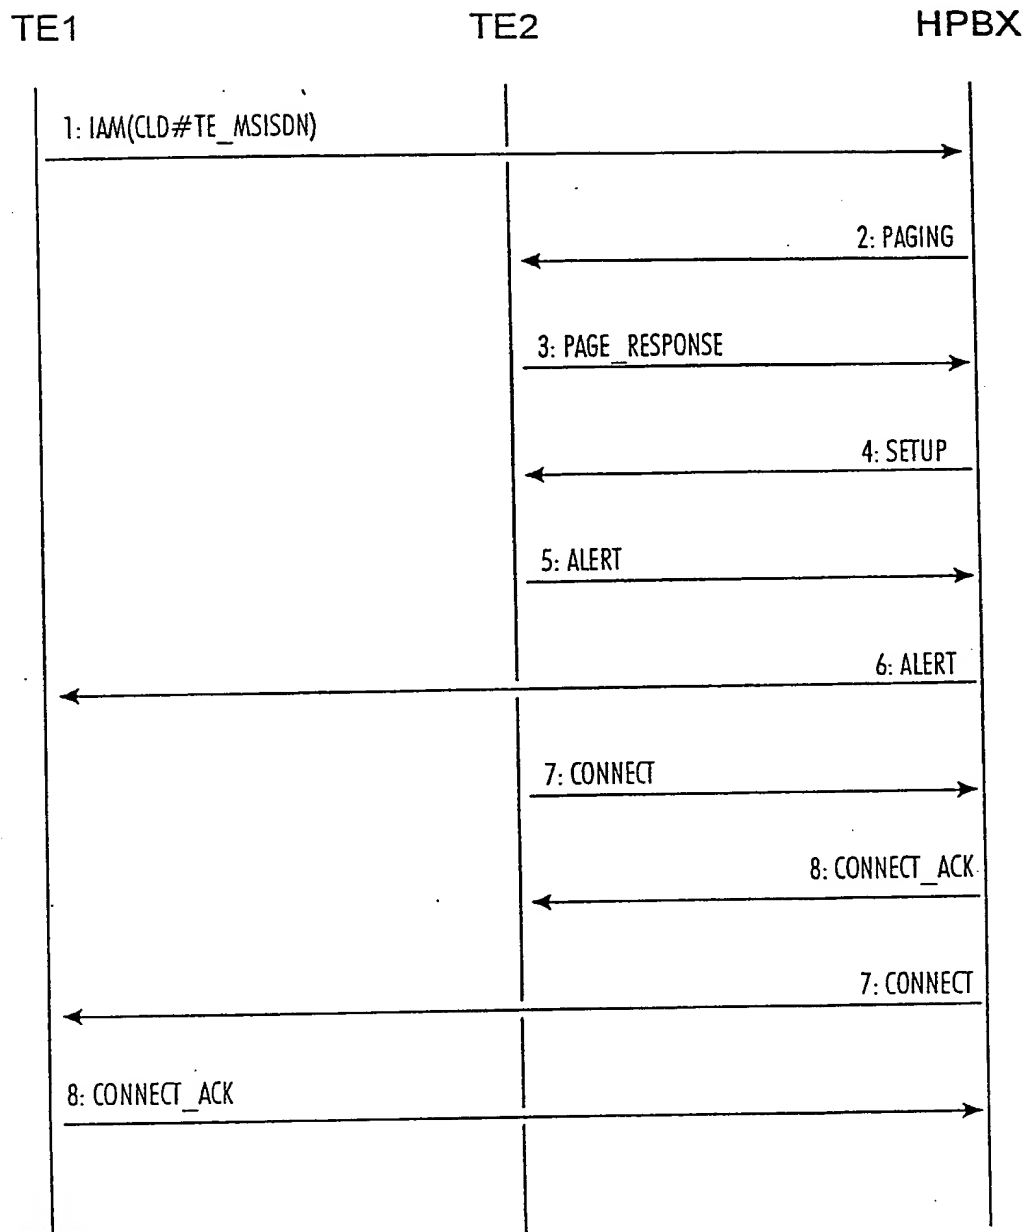 TE1 TE2 HPBX
1: IAM(CLD#TE_MSISDN)
2: PAGING
3: PAGE_RESPONSE
4: SETUP
5: ALERT
6: ALERT
7: CONNECT
8: CONNECT_ACK
7: CONNECT
8: CONNECT_ACK